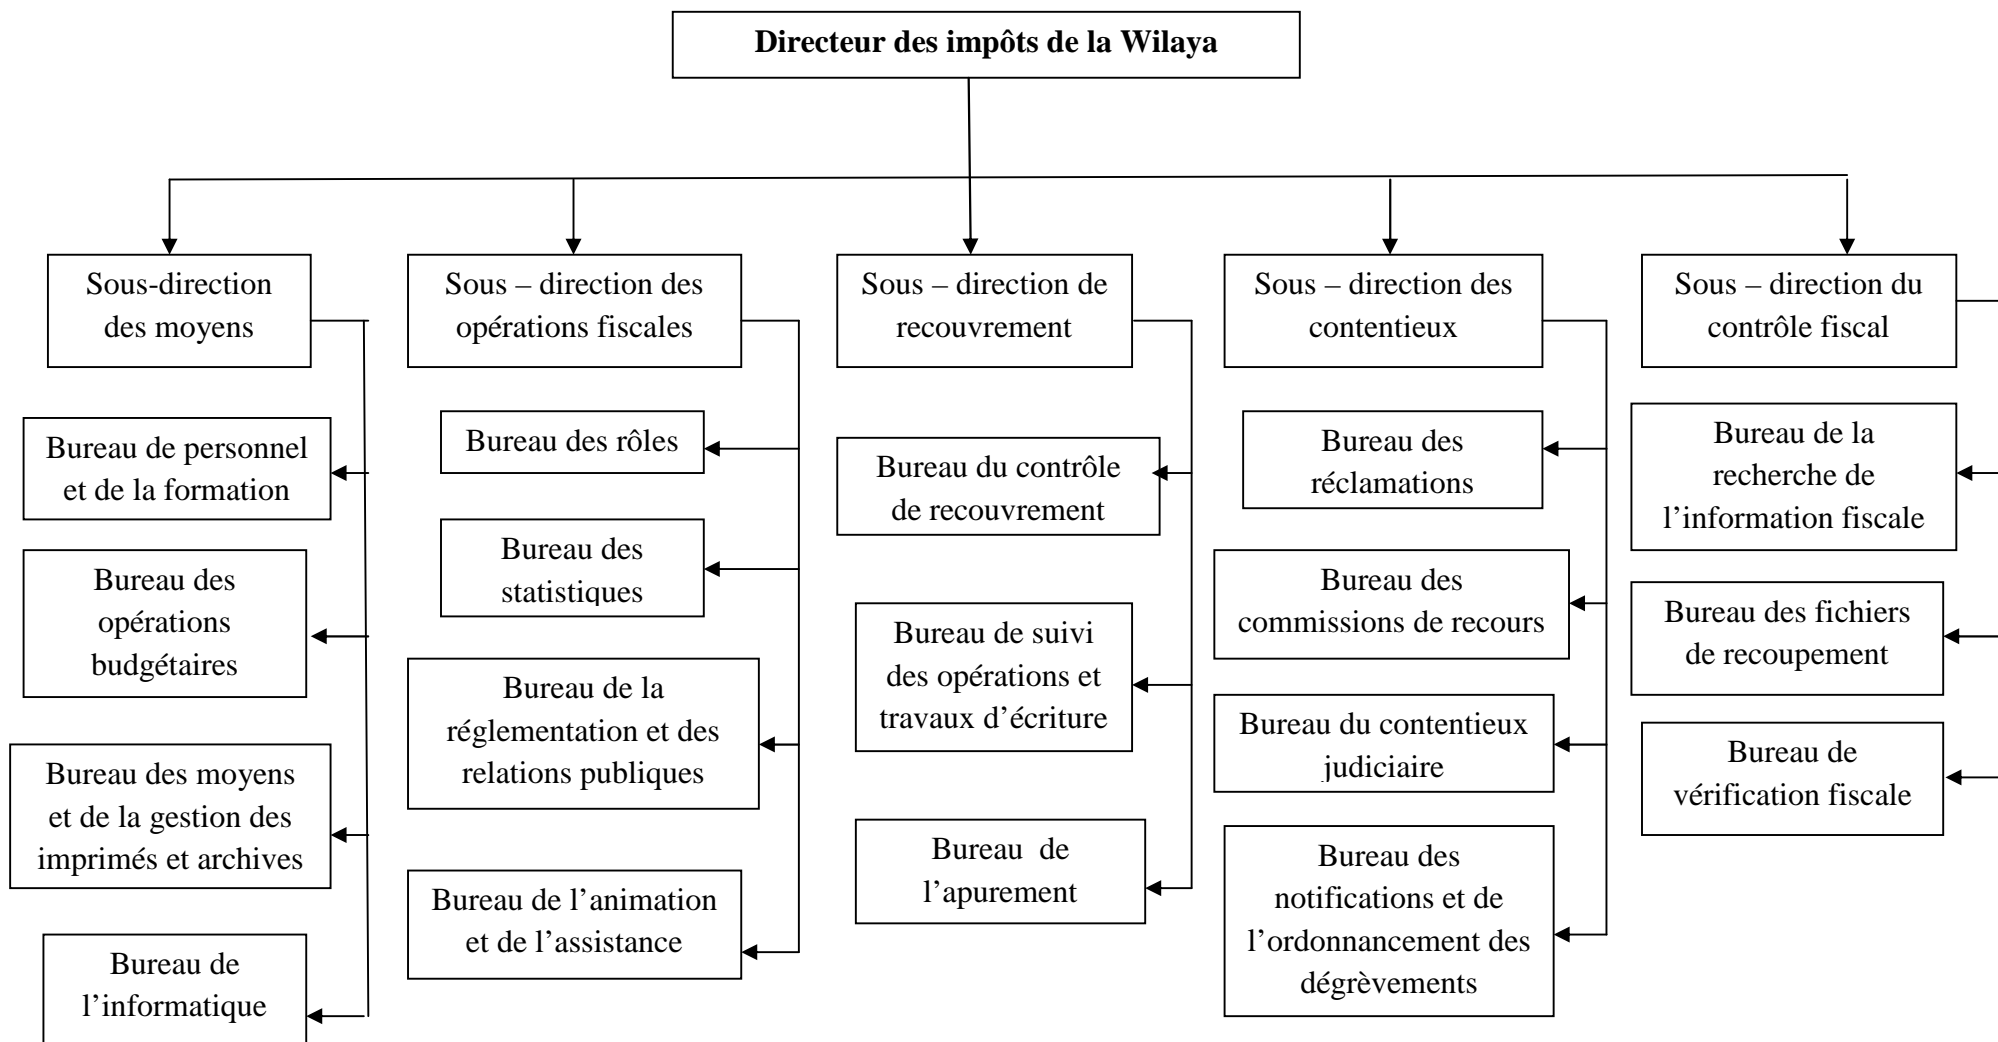 Directeur des impôts de la Wilaya
Sous-direction
des moyens
Sous – direction des
opérations fiscales
Sous – direction de
recouvrement
Sous – direction des
contentieux
Sous – direction du
contrôle fiscal
Bureau de personnel
et de la formation
Bureau des
opérations
budgétaires
Bureau des moyens
et de la gestion des
imprimés et archives
Bureau de
l’informatique
Bureau des rôles
Bureau des
statistiques
Bureau de la
réglementation et des
relations publiques
Bureau de l’animation
et de l’assistance
Bureau du contrôle
de recouvrement
Bureau de suivi
des opérations et
travaux d’écriture
Bureau de
l’apurement
Bureau des
réclamations
Bureau des
commissions de recours
Bureau du contentieux
judiciaire
Bureau des
notifications et de
l’ordonnancement des
dégrèvements
Bureau de la
recherche de
l’information fiscale
Bureau des fichiers
de recoupement
Bureau de
vérification fiscale